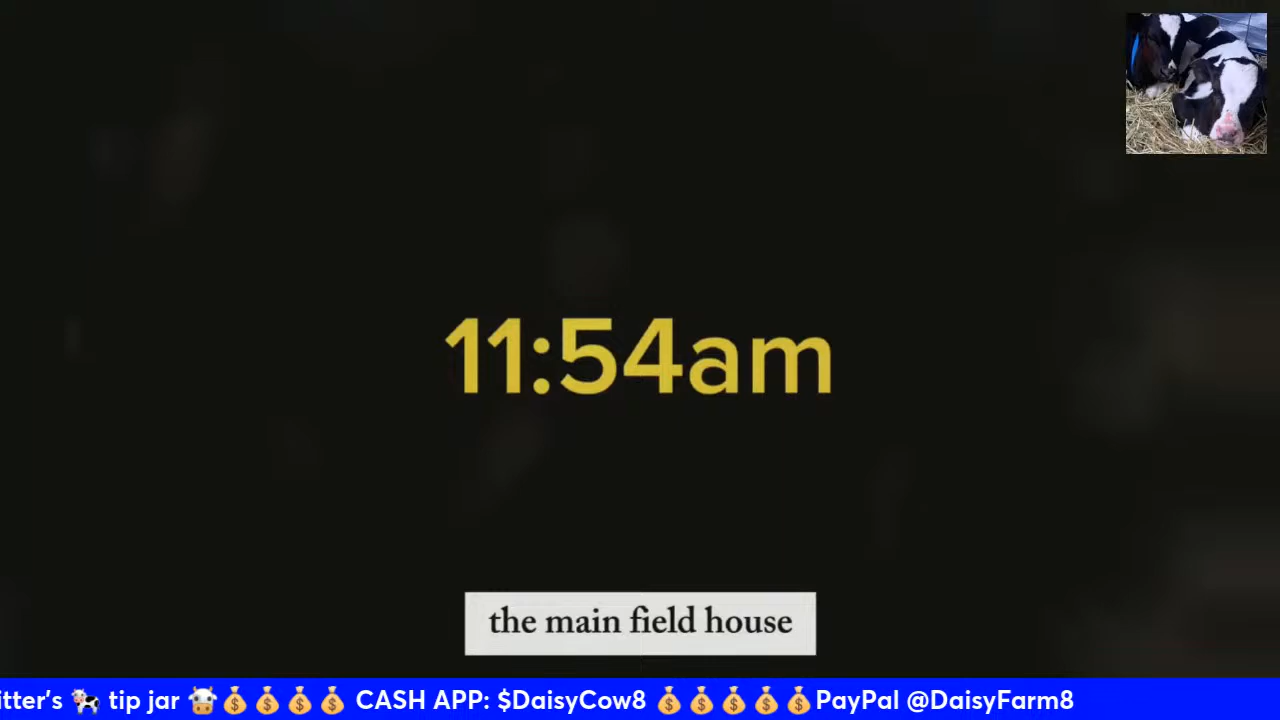 11:54am
the main field house
itter's 🐄 tip jar 🐮💰💰💰💰 CASH APP: $DaisyCow8 💰💰💰💰💰PayPal @DaisyFarm8